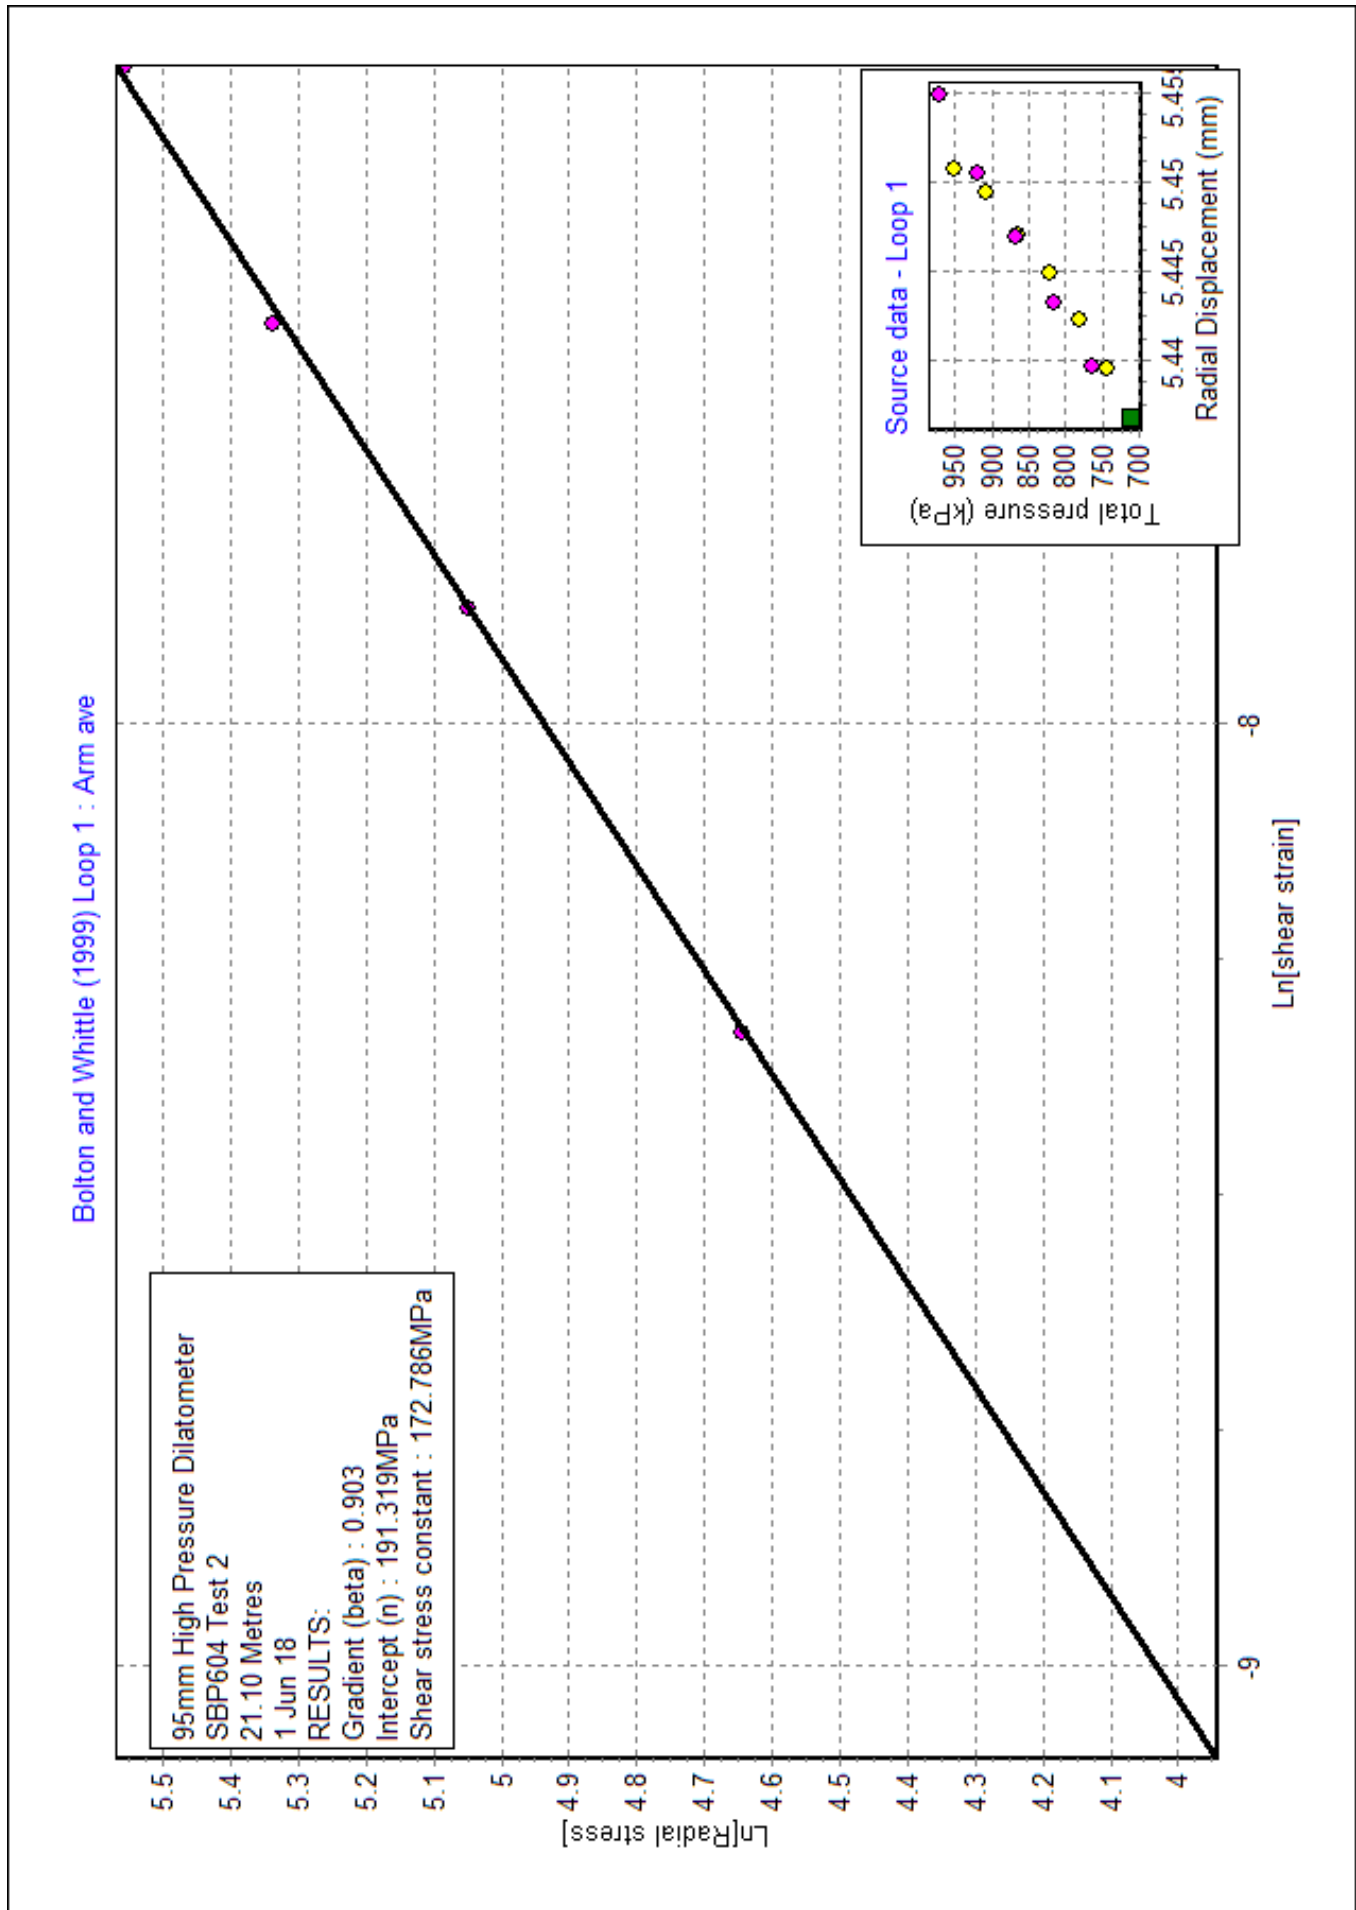 Bolton and Whittle (1999) Loop 1 : Arm ave
95mm High Pressure Dilatometer
SBP604 Test 2
21.10 Metres
1 Jun 18
RESULTS:
Gradient (beta) : 0.903
Intercept (n) : 191.319MPa
Shear stress constant : 172.786MPa
Ln[Radial stress]
5.5
5.4
5.3
5.2
5.1
5
4.9
4.8
4.7
4.6
4.5
4.4
4.3
4.2
4.1
4
-9
-8
Ln[shear strain]
Source data - Loop 1
Total pressure (kPa)
950
900
850
800
750
700
5.44
5.445
5.45
5.455
Radial Displacement (mm)